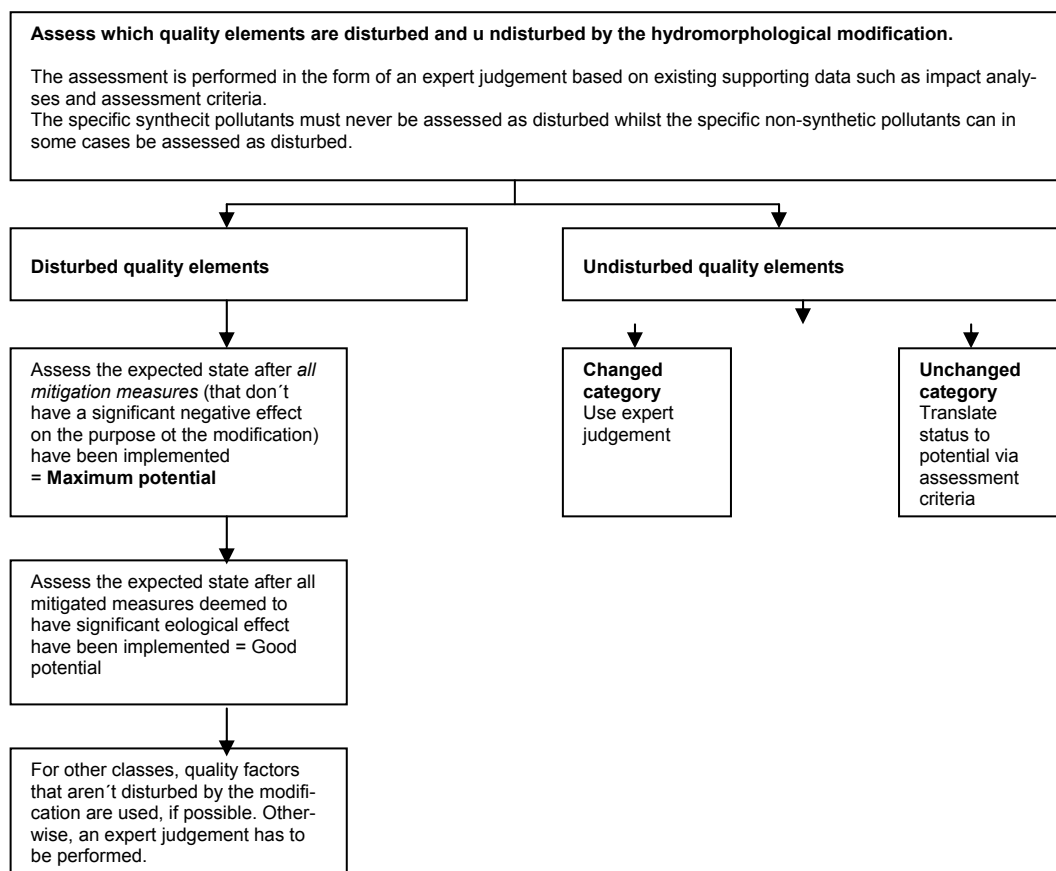 Assess which quality elements are disturbed and u ndisturbed by the hydromorphological modification.
The assessment is performed in the form of an expert judgement based on existing supporting data such as impact analy-
ses and assessment criteria.
The specific synthecit pollutants must never be assessed as disturbed whilst the specific non-synthetic pollutants can in
some cases be assessed as disturbed.
Disturbed quality elements
Undisturbed quality elements
Assess the expected state after all
mitigation measures (that don´t
have a significant negative effect
on the purpose ot the modification)
have been implemented
= Maximum potential
Changed
category
Use expert
judgement
Unchanged
category
Translate
status to
potential via
assessment
criteria
Assess the expected state after all
mitigated measures deemed to
have significant eological effect
have been implemented = Good
potential
For other classes, quality factors
that aren´t disturbed by the modifi-
cation are used, if possible. Other-
wise, an expert judgement has to
be performed.